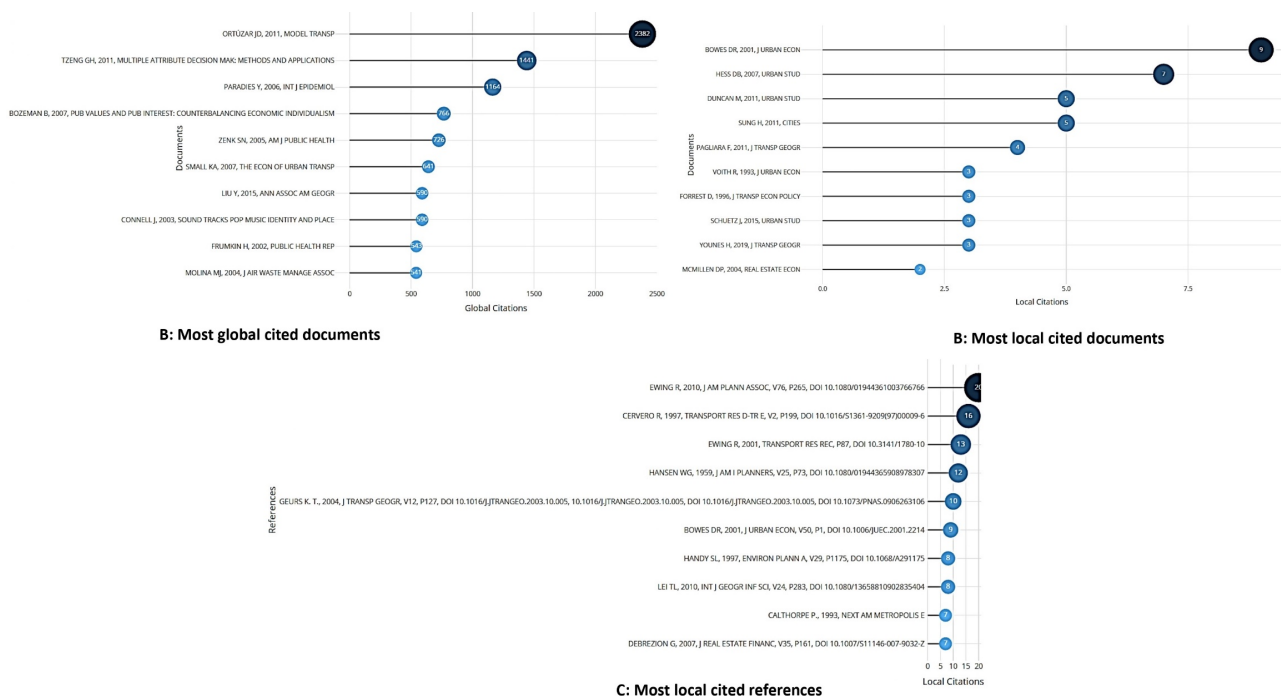 ORTÚZAR JD, 2011, MODEL TRANSP
2382
TZENG GH, 2011, MULTIPLE ATTRIBUTE DECISION MAK: METHODS AND APPLICATIONS
1441
PARADIES Y, 2006, INT J EPIDEMIOL
1164
BOZEMAN B, 2007, PUB VALUES AND PUB INTEREST: COUNTERBALANCING ECONOMIC INDIVIDUALISM
766
ZENK SN, 2005, AM J PUBLIC HEALTH
726
SMALL KA, 2007, THE ECON OF URBAN TRANSP
641
LIU Y, 2015, ANN ASSOC AM GEOGR
590
CONNELL J, 2003, SOUND TRACKS POP MUSIC IDENTITY AND PLACE
590
FRUMKIN H, 2002, PUBLIC HEALTH REP
543
MOLINA MJ, 2004, J AIR WASTE MANAGE ASSOC
541
Documents
0 500 1000 1500 2000 2500
Global Citations
B: Most global cited documents
BOWES DR, 2001, J URBAN ECON
9
HESS DB, 2007, URBAN STUD
7
DUNCAN M, 2011, URBAN STUD
5
SUNG H, 2011, CITIES
5
PAGLIARA F, 2011, J TRANSP GEOGR
4
VOITH R, 1993, J URBAN ECON
3
FORREST D, 1996, J TRANSP ECON POLICY
3
SCHUETZ J, 2015, URBAN STUD
3
YOUNES H, 2019, J TRANSP GEOGR
3
MCMILLEN DP, 2004, REAL ESTATE ECON
2
Documents
0.0 2.5 5.0 7.5
Local Citations
B: Most local cited documents
EWING R, 2010, J AM PLANN ASSOC, V76, P265, DOI 10.1080/01944361003766766
20
CERVERO R, 1997, TRANSPORT RES D-TR E, V2, P199, DOI 10.1016/S1361-9209(97)00009-6
16
EWING R, 2001, TRANSPORT RES REC, P87, DOI 10.3141/1780-10
13
HANSEN WG, 1959, J AM I PLANNERS, V25, P73, DOI 10.1080/01944365908978307
12
GEURS K. T., 2004, J TRANSP GEOGR, V12, P127, DOI 10.1016/J.JTRANGEO.2003.10.005, 10.1016/J.JTRANGEO.2003.10.005, DOI 10.1016/J.JTRANGEO.2003.10.005, DOI 10.1073/PNAS.0906263106
10
BOWES DR, 2001, J URBAN ECON, V50, P1, DOI 10.1006/JUEC.2001.2214
9
HANDY SL, 1997, ENVIRON PLANN A, V29, P1175, DOI 10.1068/A291175
8
LEI TL, 2010, INT J GEOGR INF SCI, V24, P283, DOI 10.1080/13658810902835404
8
CALTHORPE P., 1993, NEXT AM METROPOLIS E
7
DEBREZION G, 2007, J REAL ESTATE FINANC, V35, P161, DOI 10.1007/S11146-007-9032-Z
7
References
0 5 10 15 20
Local Citations
C: Most local cited references